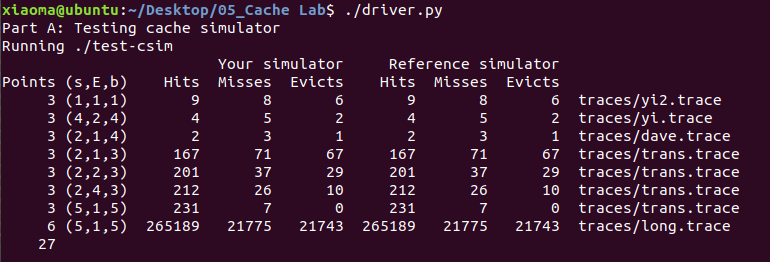 xiaoma@ubuntu:~/Desktop/05_Cache Lab$ ./driver.py
Part A: Testing cache simulator
Running ./test-csim
                        Your simulator     Reference simulator
Points (s,E,b)    Hits  Misses  Evicts    Hits  Misses  Evicts
     3 (1,1,1)       9       8       6       9       8       6  traces/yi2.trace
     3 (4,2,4)       4       5       2       4       5       2  traces/yi.trace
     3 (2,1,4)       2       3       1       2       3       1  traces/dave.trace
     3 (2,1,3)     167      71      67     167      71      67  traces/trans.trace
     3 (2,2,3)     201      37      29     201      37      29  traces/trans.trace
     3 (2,4,3)     212      26      10     212      26      10  traces/trans.trace
     3 (5,1,5)     231       7       0     231       7       0  traces/trans.trace
     6 (5,1,5)  265189   21775   21743  265189   21775   21743  traces/long.trace
    27